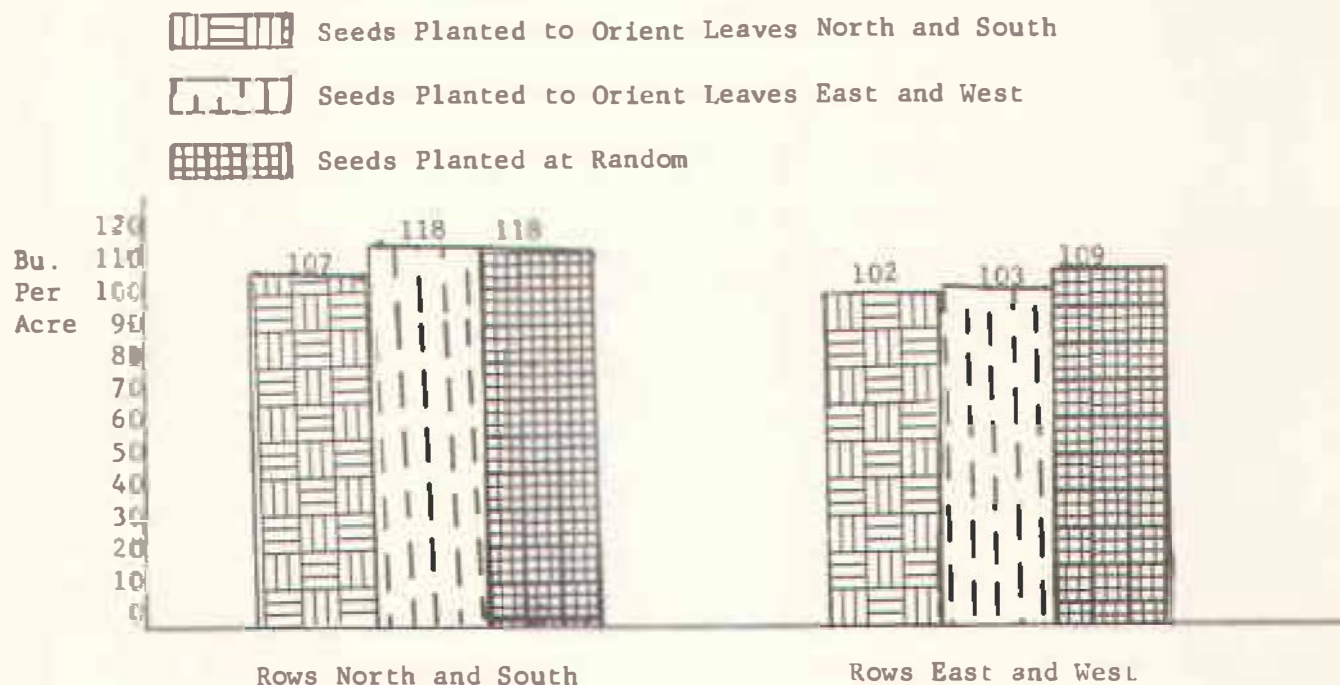 Seeds Planted to Orient Leaves North and South
Seeds Planted to Orient Leaves East and West
Seeds Planted at Random
Bu.
Per
Acre
120
110
100
90
80
70
60
50
40
30
20
10
0
107
118
118
102
103
109
Rows North and South
Rows East and West